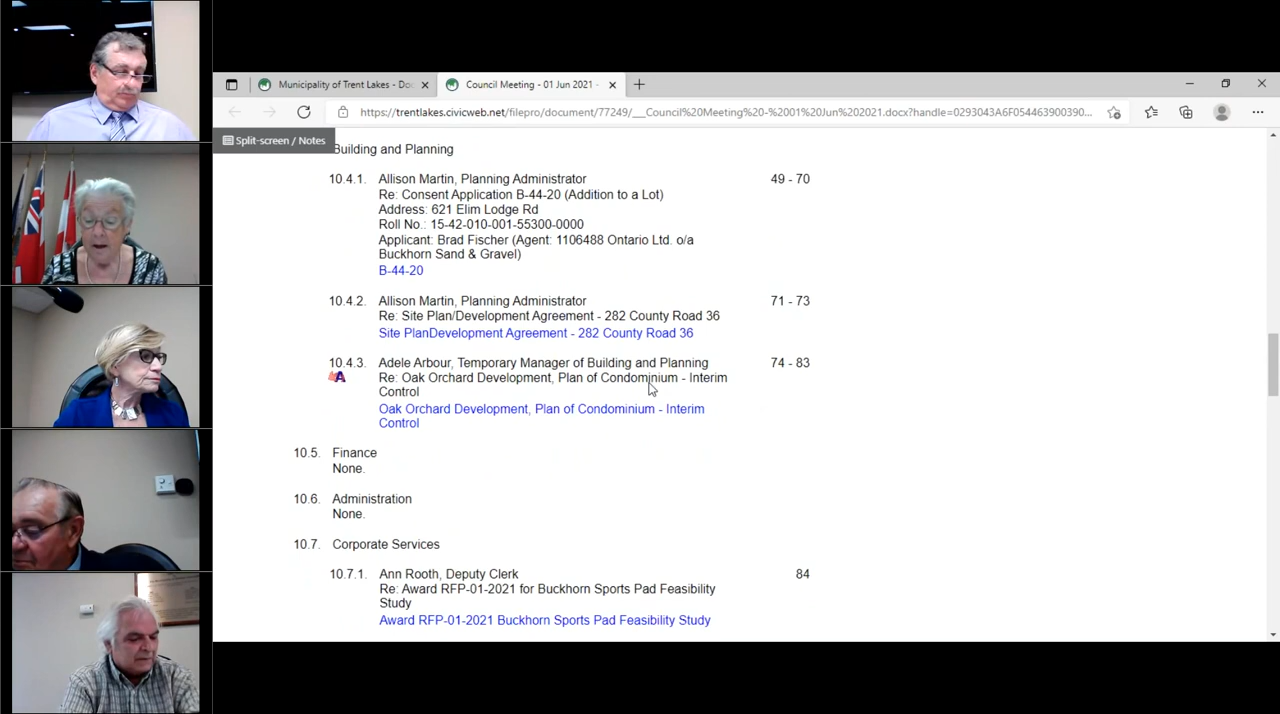 Municipality of Trent Lakes - Doc
Council Meeting - 01 Jun 2021 -
https://trentlakes.civicweb.net/filepro/document/77249/__Council%20Meeting%20-%2001%20Jun%202021.docx?handle=0293043A6F054463900390...
Split-screen / Notes
Building and Planning
10.4.1. Allison Martin, Planning Administrator 49 - 70
Re: Consent Application B-44-20 (Addition to a Lot)
Address: 621 Elim Lodge Rd
Roll No.: 15-42-010-001-55300-0000
Applicant: Brad Fischer (Agent: 1106488 Ontario Ltd. o/a
Buckhorn Sand & Gravel)
B-44-20
10.4.2. Allison Martin, Planning Administrator 71 - 73
Re: Site Plan/Development Agreement - 282 County Road 36
Site PlanDevelopment Agreement - 282 County Road 36
10.4.3. Adele Arbour, Temporary Manager of Building and Planning 74 - 83
A Re: Oak Orchard Development, Plan of Condominium - Interim
Control
Oak Orchard Development, Plan of Condominium - Interim
Control
10.5. Finance
None.
10.6. Administration
None.
10.7. Corporate Services
10.7.1. Ann Rooth, Deputy Clerk 84
Re: Award RFP-01-2021 for Buckhorn Sports Pad Feasibility
Study
Award RFP-01-2021 Buckhorn Sports Pad Feasibility Study